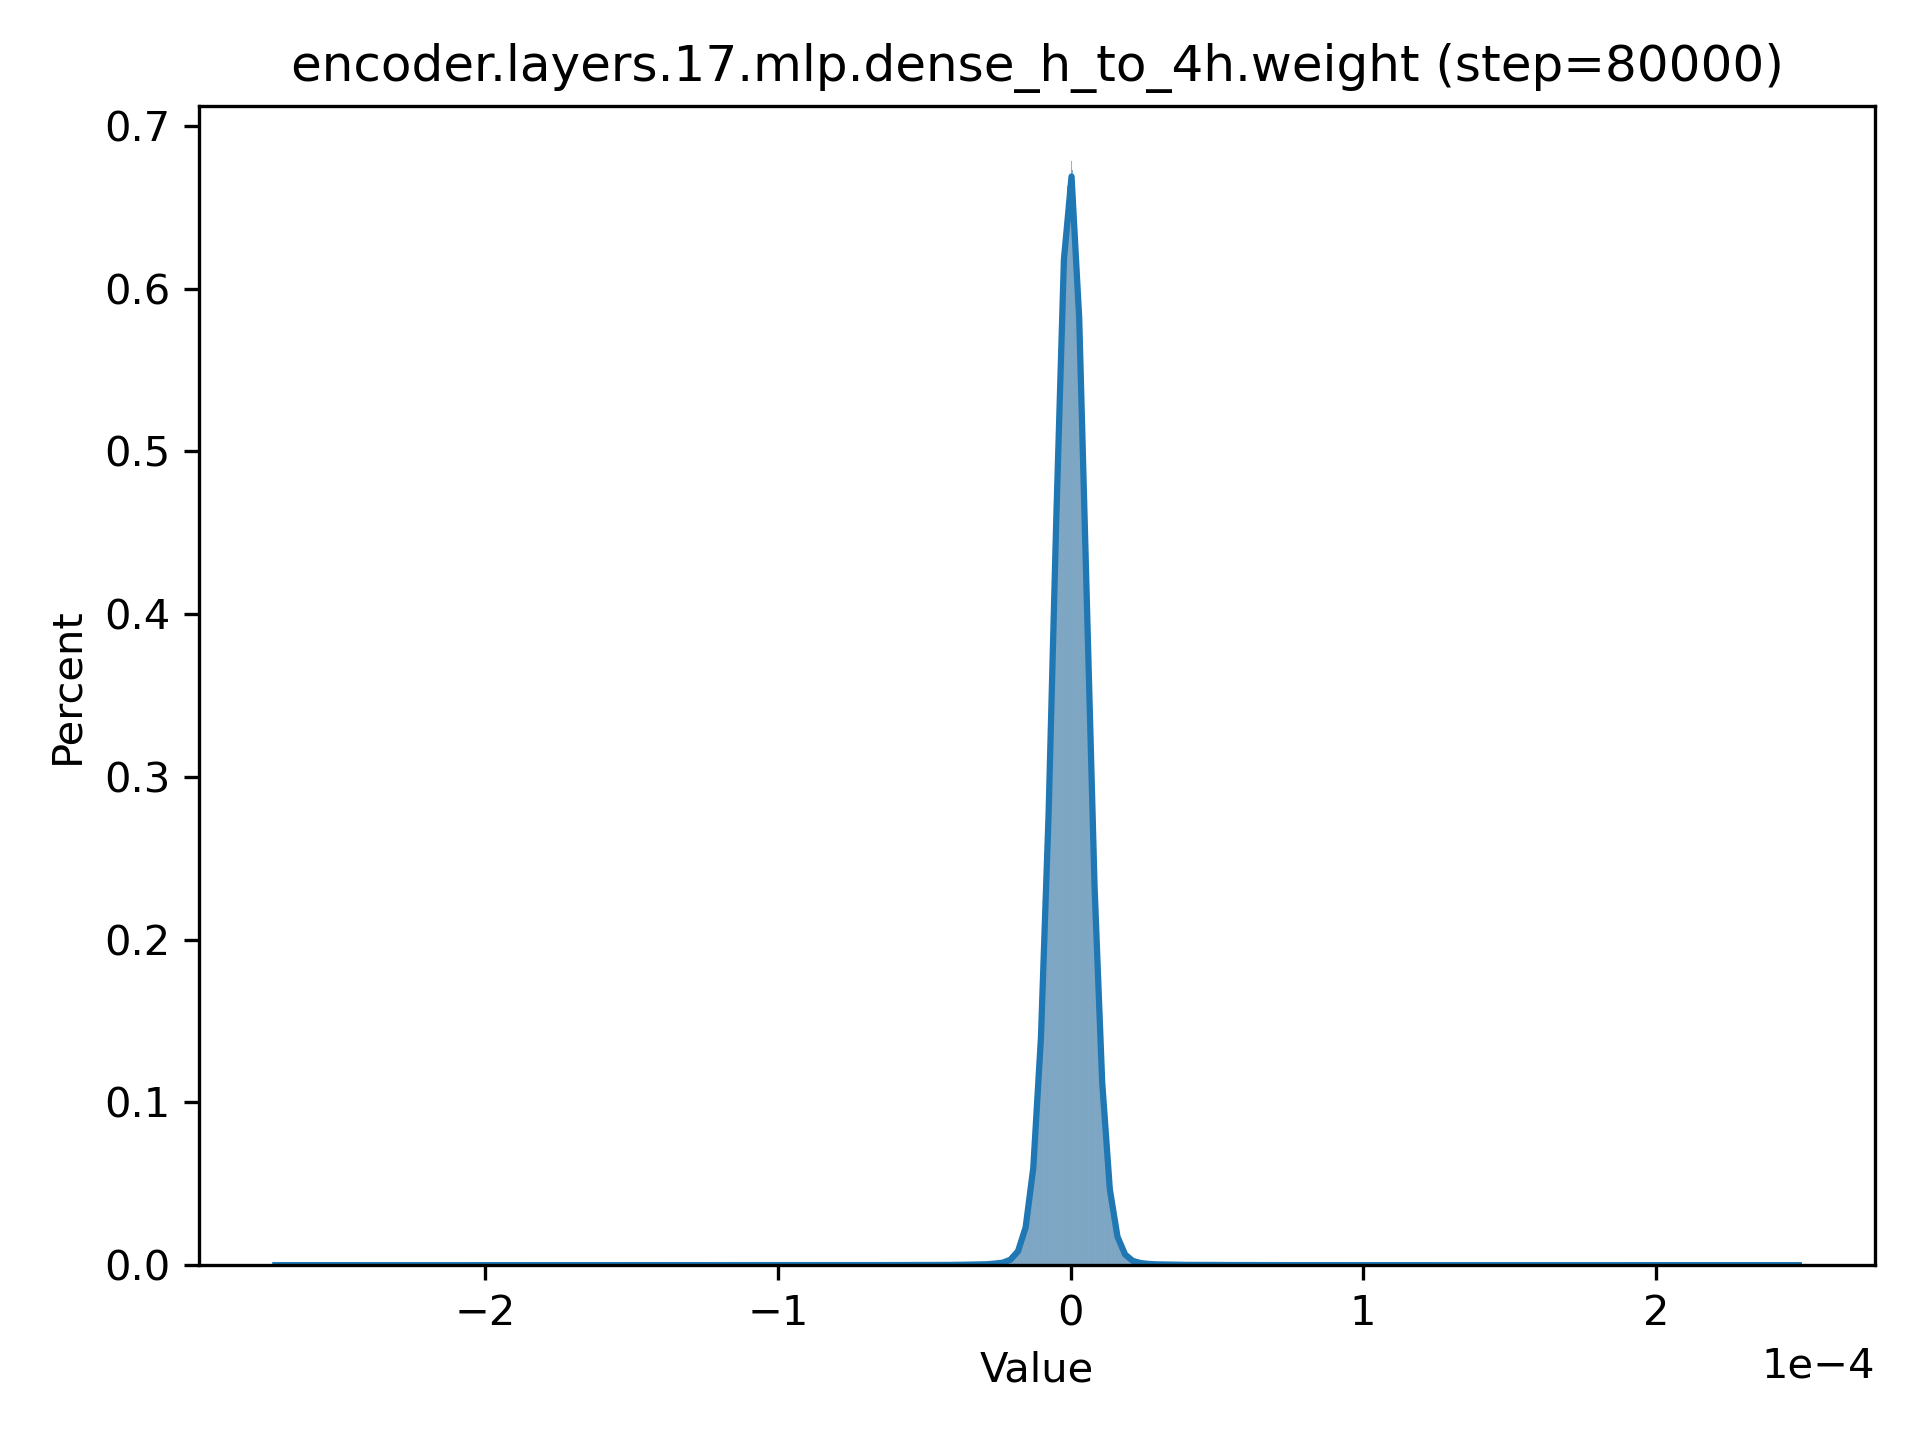 encoder.layers.17.mlp.dense_h_to_4h.weight (step=80000)
0.7
0.6
0.5
0.4
0.3
0.2
0.1
0.0
Percent
−2 −1 0 1 2
1e−4
Value